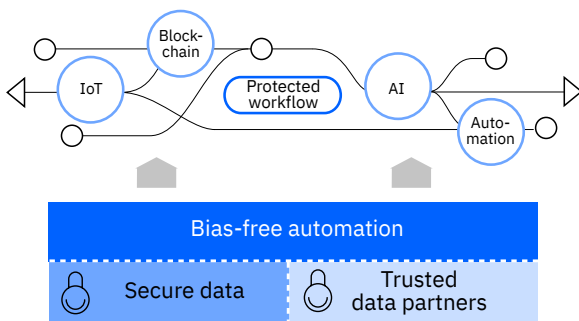 Block-
chain
IoT
Protected
workflow
AI
Auto-
mation
Bias-free automation
Secure data
Trusted
data partners